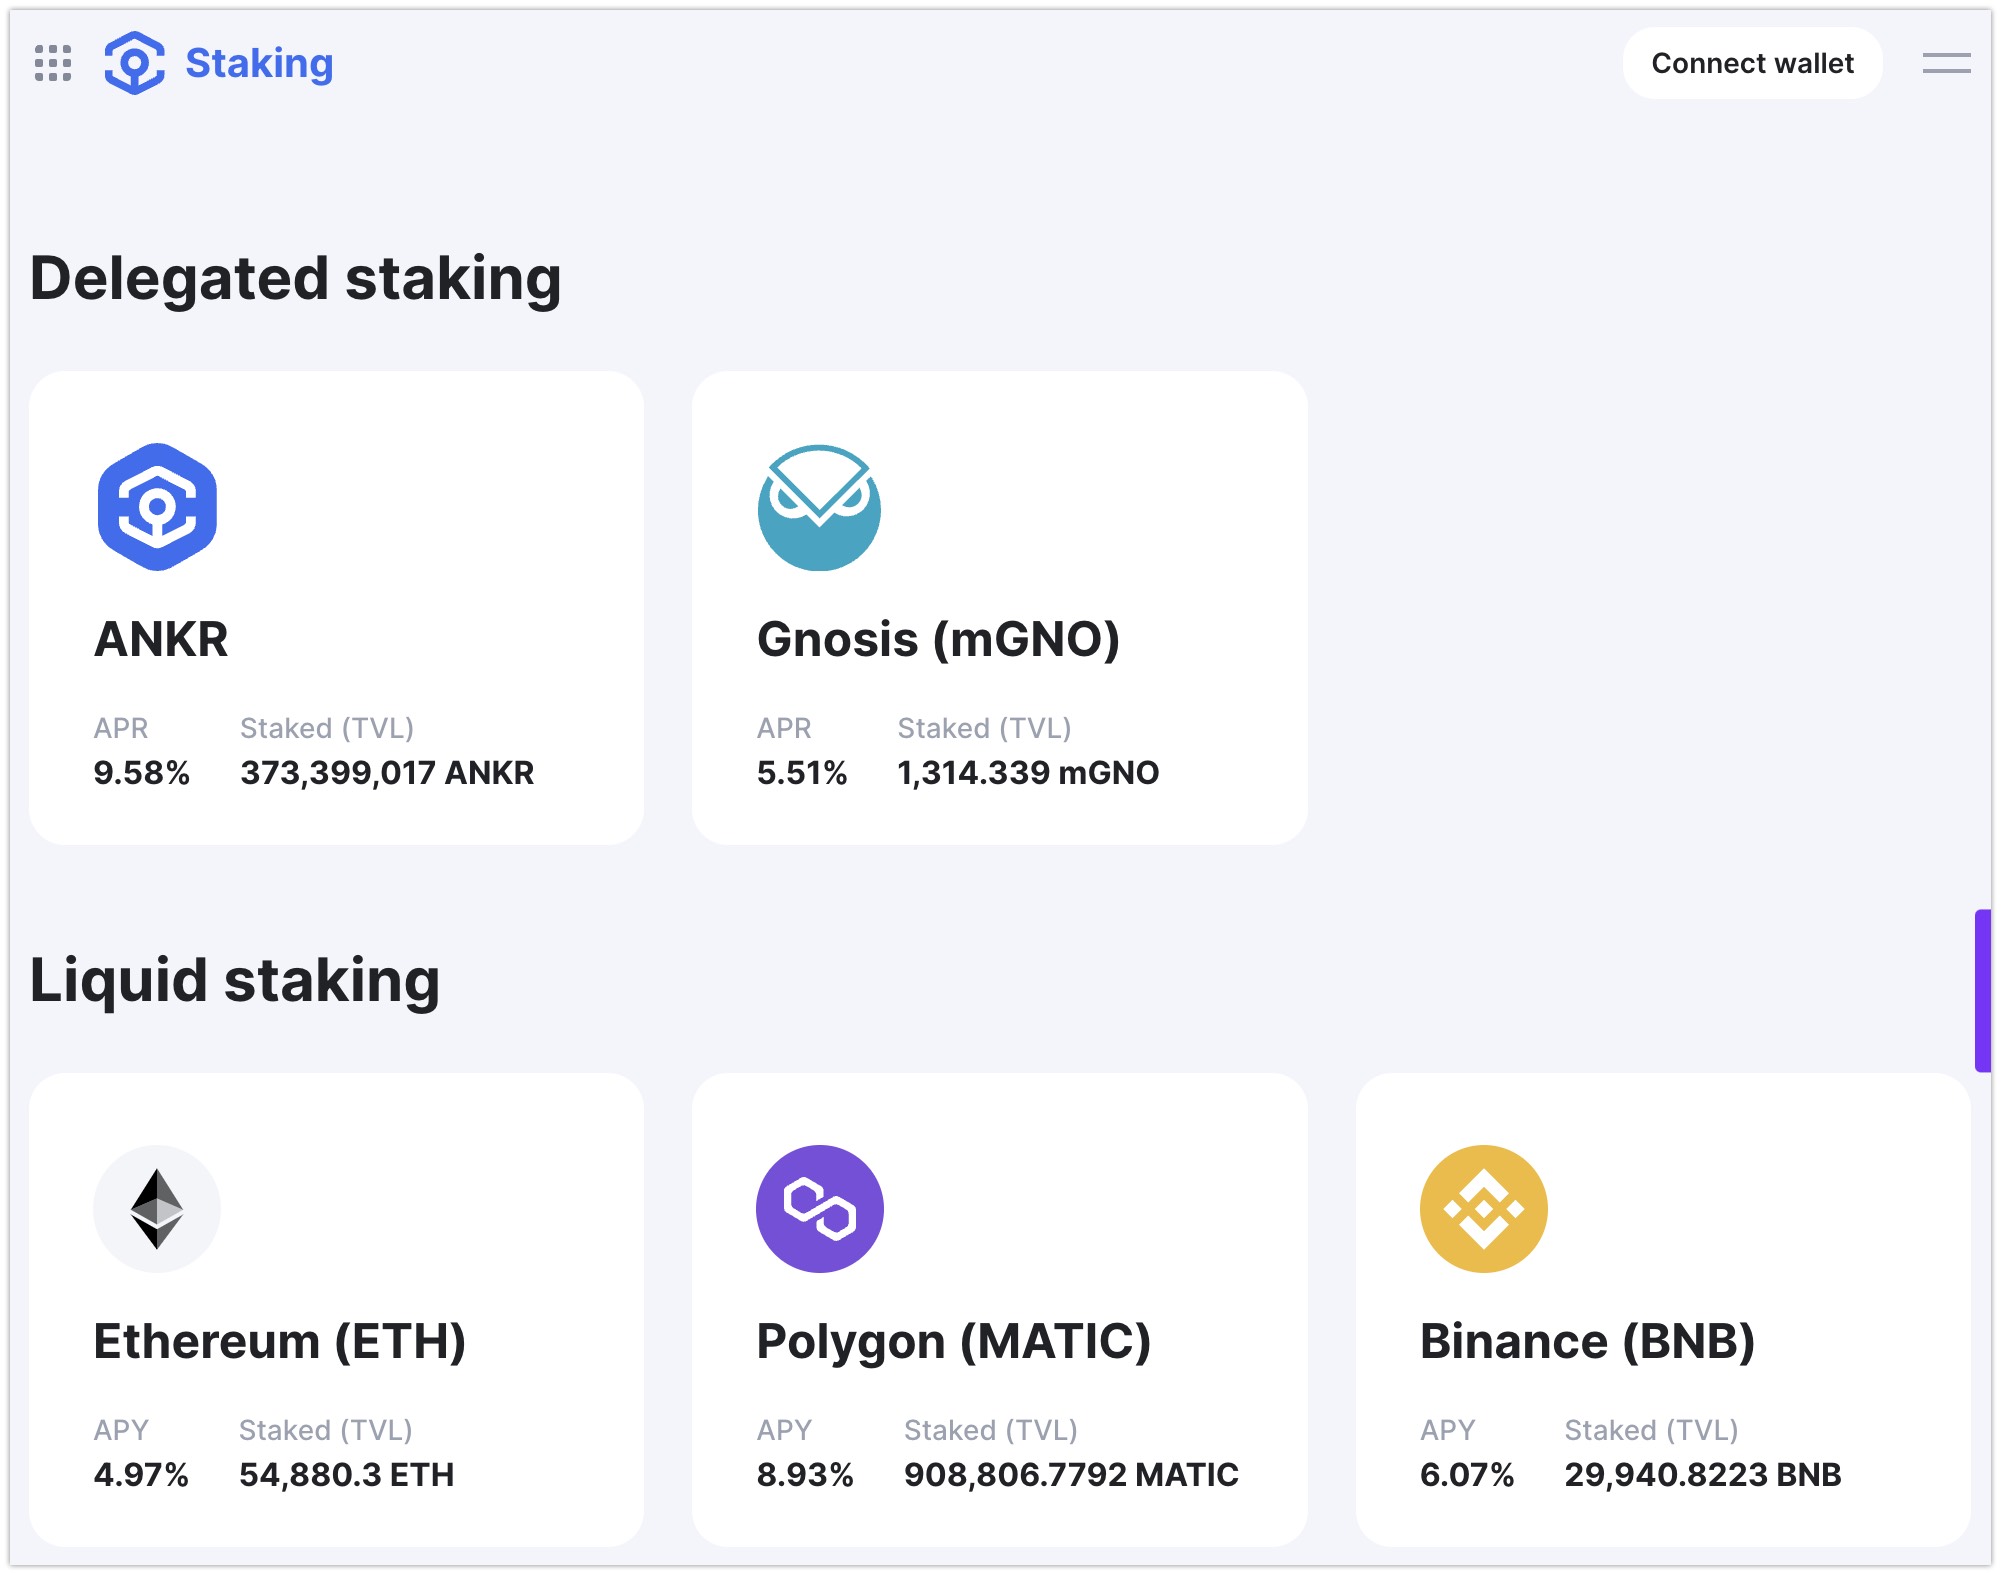 Staking
Connect wallet
Delegated staking
ANKR
APR Staked (TVL)
9.58% 373,399,017 ANKR
Gnosis (mGNO)
APR Staked (TVL)
5.51% 1,314.339 mGNO
Liquid staking
Ethereum (ETH)
APY Staked (TVL)
4.97% 54,880.3 ETH
Polygon (MATIC)
APY Staked (TVL)
8.93% 908,806.7792 MATIC
Binance (BNB)
APY Staked (TVL)
6.07% 29,940.8223 BNB